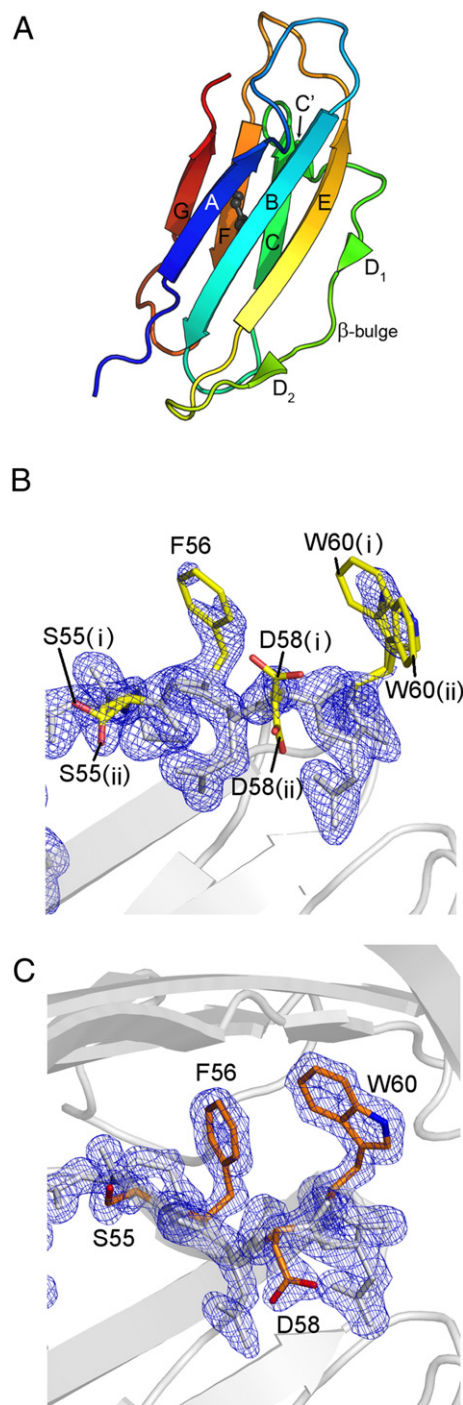 A
C'
G
A
B
E
F
C
D1
β-bulge
D2
B
F56
W60(i)
S55(i)
D58(i)
W60(ii)
S55(ii)
D58(ii)
C
F56
W60
S55
D58